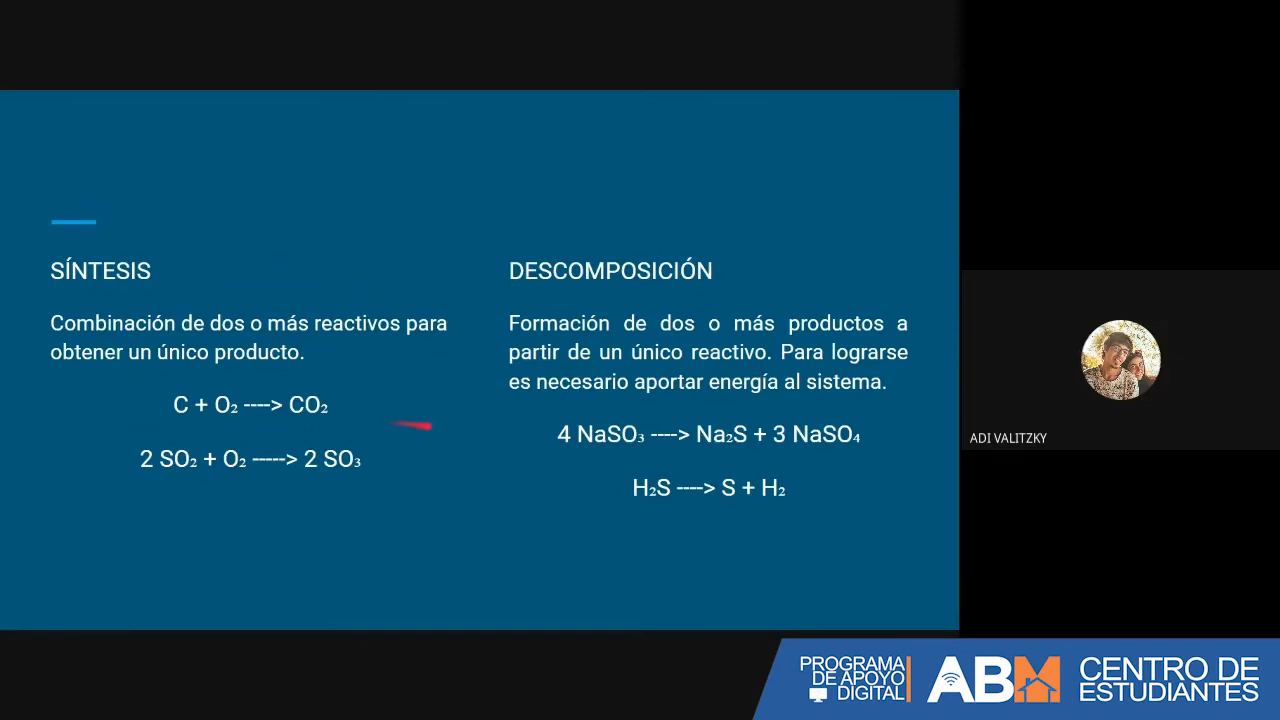 SÍNTESIS
Combinación de dos o más reactivos para
obtener un único producto.
C + O₂ ----> CO₂
2 SO₂ + O₂ -----> 2 SO₃
DESCOMPOSICIÓN
Formación de dos o más productos a
partir de un único reactivo. Para lograrse
es necesario aportar energía al sistema.
4 NaSO₃ ----> Na₂S + 3 NaSO₄
H₂S ----> S + H₂
ADI VALITZKY
PROGRAMA
DE APOYO
DIGITAL
ABM
CENTRO DE
ESTUDIANTES